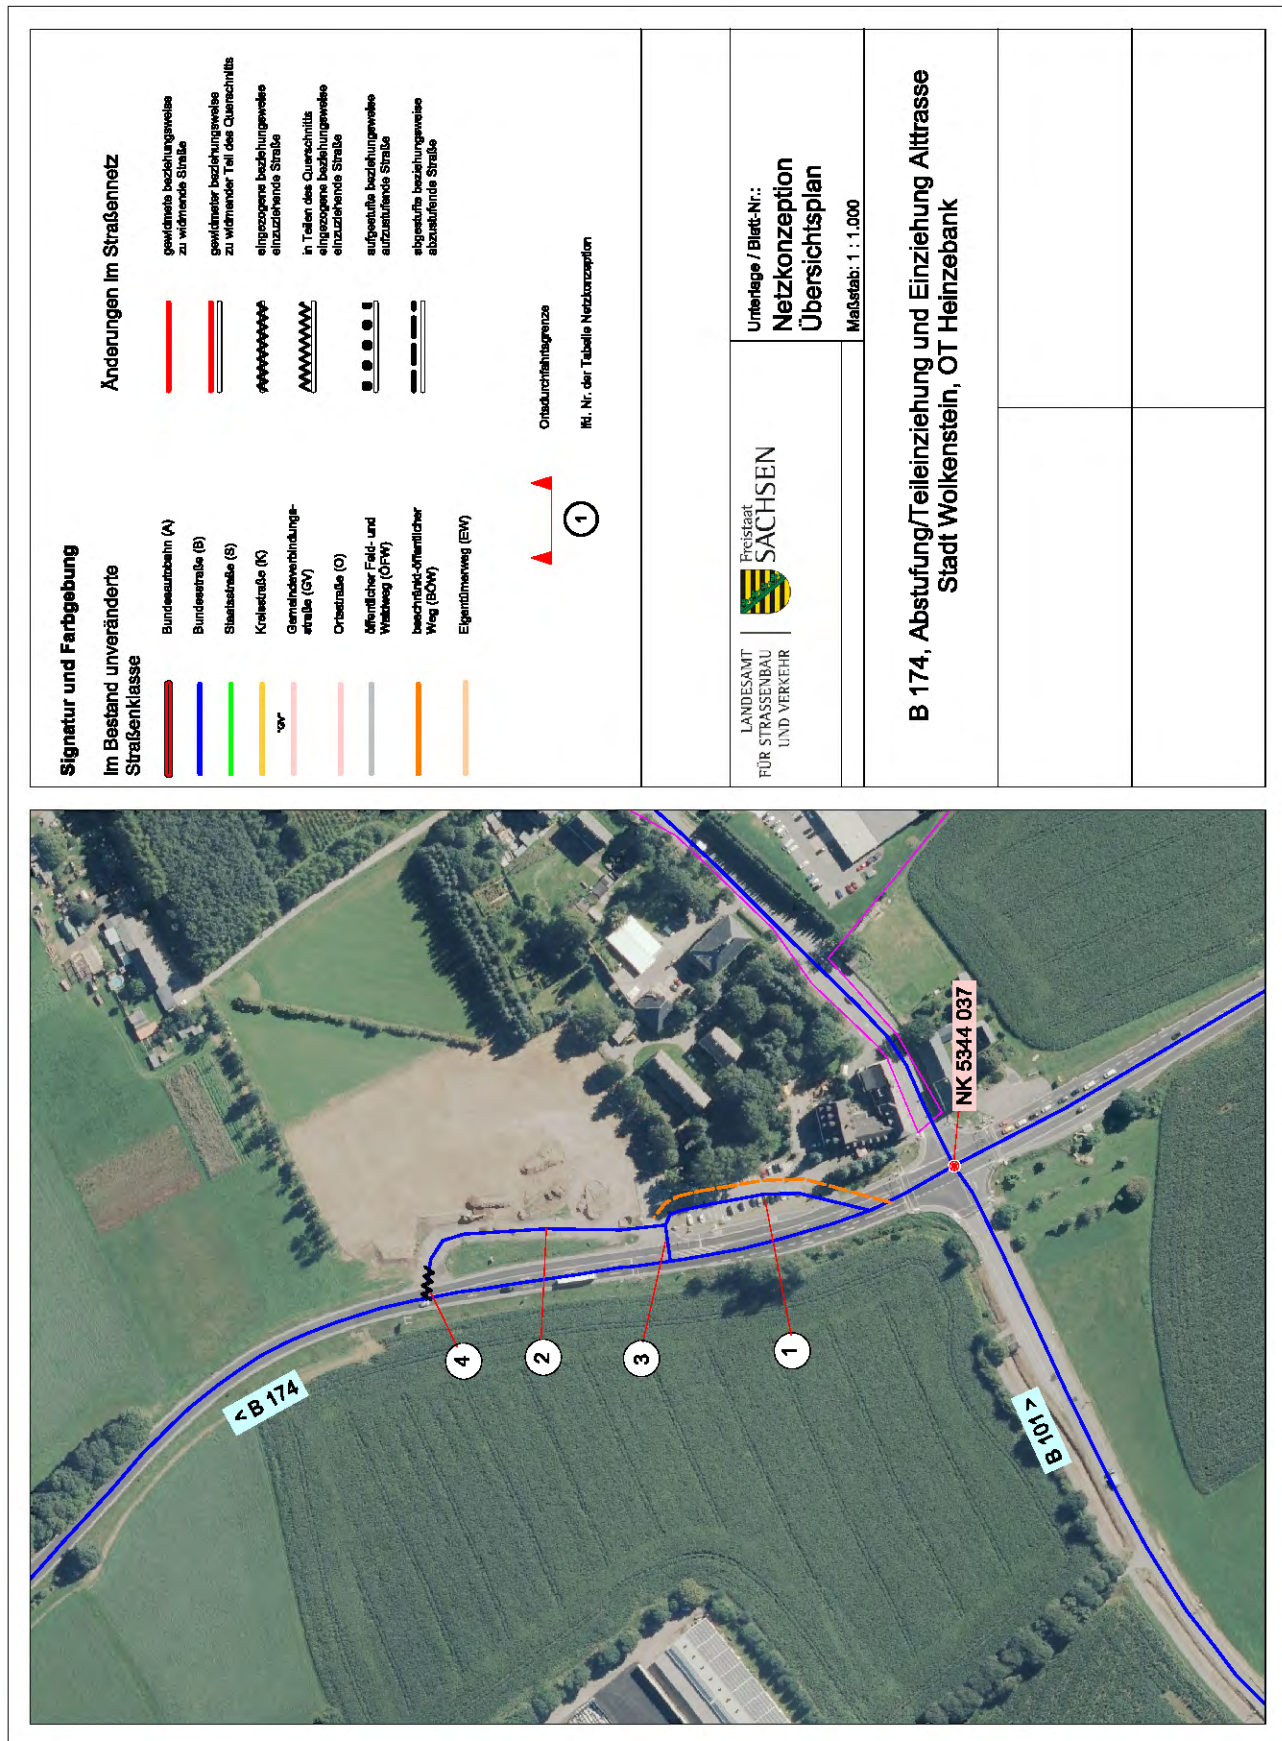 Signatur und Farbgebung
Im Bestand unveränderte
Straßenklasse
Bundesautobahn (A)
Bundesstraße (B)
Staatsstraße (S)
Kreisstraße (K)
"GV"
Gemeindeverbindungs-
straße (GV)
Ortsstraße (O)
öffentlicher Feld- und
Waldweg (ÖFW)
beschränkt-öffentlicher
Weg (BÖW)
Eigentümerweg (EW)
Änderungen im Straßennetz
gewidmete beziehungsweise
zu widmende Straße
gewidmeter beziehungsweise
zu widmender Teil des Querschnitts
eingezogene beziehungsweise
einzuziehende Straße
in Teilen des Querschnitts
eingezogene beziehungsweise
einzuziehende Straße
aufgestufte beziehungsweise
aufzustufende Straße
abgestufte beziehungsweise
abzustufende Straße
Ortsdurchfahrtsgrenze
1
lfd. Nr. der Tabelle Netzkonzeption
LANDESAMT
FÜR STRASSENBAU
UND VERKEHR
Freistaat
SACHSEN
Unterlage / Blatt-Nr.:
Netzkonzeption
Übersichtsplan
Maßstab: 1 : 1.000
B 174, Abstufung/Teileinziehung und Einziehung Alttrasse
Stadt Wolkenstein, OT Heinzebank
< B 174
4
2
3
1
NK 5344 037
B 101 >